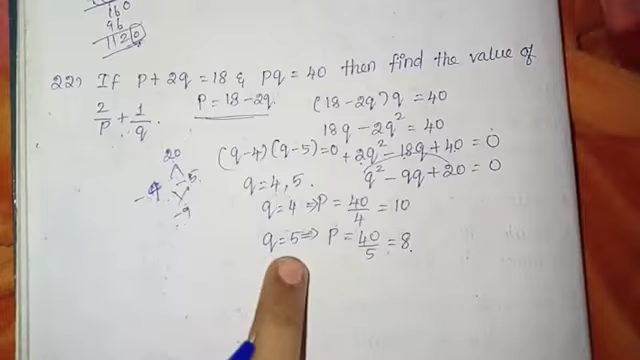 160
96
1120
22) If P + 2q = 18 & Pq = 40 then find the value of
2/P + 1/q . P = 18 - 2q. (18 - 2q) q = 40
18q - 2q² = 40
(q-4)(q-5)=0 + 2q² - 18q + 40 = 0
20 q² - 9q + 20 = 0
-4 -5 q = 4, 5.
-9 q = 4 ⇒ P = 40/4 = 10
q = 5 ⇒ P = 40/5 = 8.